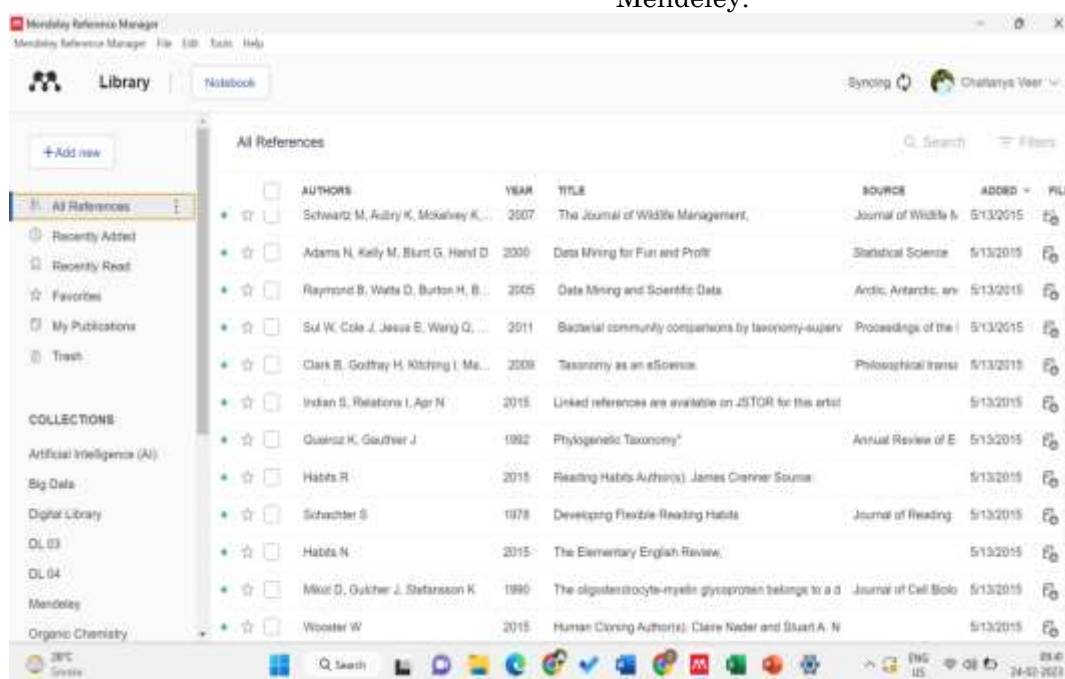 Mendeley.
Mendeley Reference Manager
Mendeley Reference Manager File Edit Tools Help
Library Notebook Syncing Chaitanya Veer
+Add new
All References Search Filters
AUTHORS YEAR TITLE SOURCE ADDED
All References
Schwartz M, Aubry K, Mckelvey K, ... 2007 The Journal of Wildlife Management, Journal of Wildlife 5/13/2015
Recently Added
Adams N, Kelly M, Blunt G, Hand D 2000 Data Mining for Fun and Profit Statistical Science 5/13/2015
Recently Read
Favorites
Raymond B, Watts D, Burton H, B... 2005 Data Mining and Scientific Data Arctic, Antarctic, 5/13/2015
My Publications
Sul W, Cole J, Jesus E, Wang Q, ... 2011 Bacterial community comparisons by taxonomy-superv Proceedings of the 5/13/2015
Trash
Clark B, Godfray H, Kitching I, Ma... 2009 Taxonomy as an eScience. Philosophical transa 5/13/2015
Indian S, Relations I, Apr N 2015 Linked references are available on JSTOR for this artic 5/13/2015
COLLECTIONS
Queiroz K, Gauthier J 1992 Phylogenetic Taxonomy* Annual Review of E 5/13/2015
Artificial Intelligence (AI)
Habits R 2015 Reading Habits Author(s): James Crenner Source: 5/13/2015
Big Data
Digital Library
Schachter S 1978 Developing Flexible Reading Habits Journal of Reading 5/13/2015
DL 03
Habits N 2015 The Elementary English Review, 5/13/2015
DL 04
Mikol D, Gulcher J, Stefansson K 1990 The oligodendrocyte-myelin glycoprotein belongs to a d Journal of Cell Biolo 5/13/2015
Mendeley
Organic Chemistry
Wooster W 2015 Human Cloning Author(s): Claire Nader and Stuart A. N 5/13/2015
Search ENG
US 24-02-2023